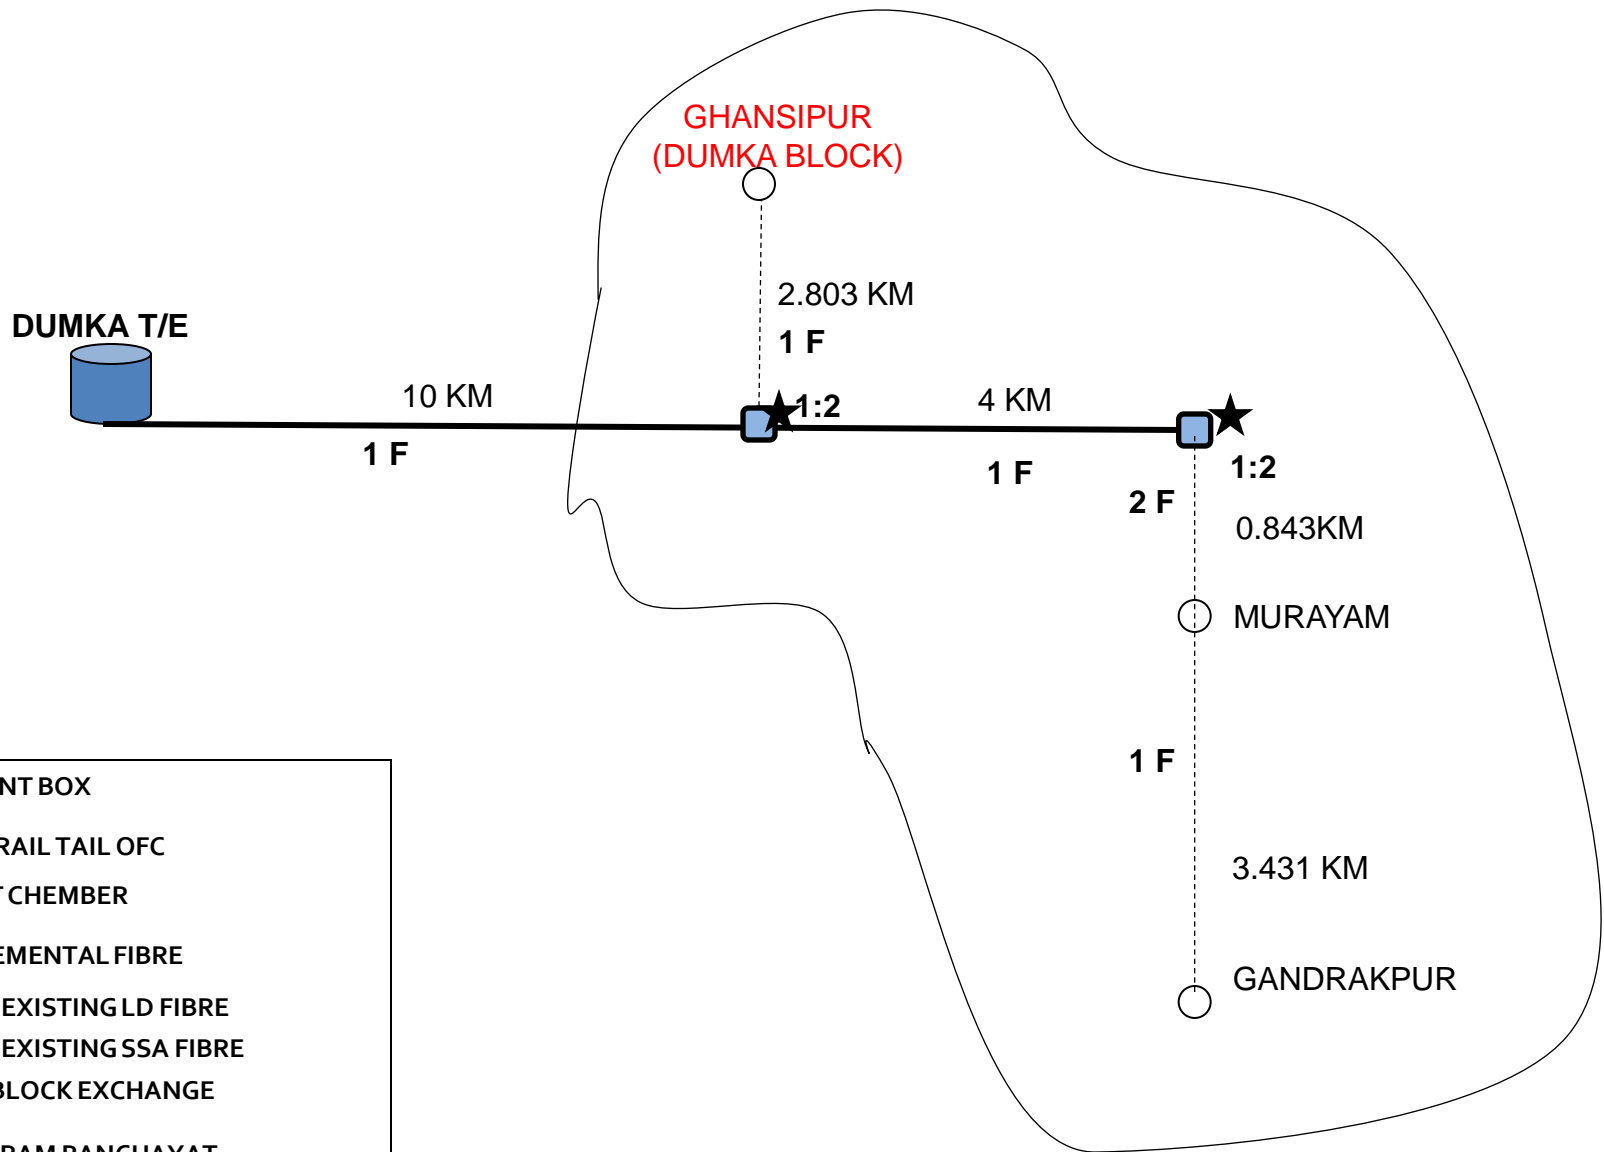 GHANSIPUR
(DUMKA BLOCK)
2.803 KM
1 F
DUMKA T/E
10 KM
1 F
1:2
4 KM
1 F
1:2
2 F
0.843KM
MURAYAM
1 F
3.431 KM
GANDRAKPUR
NT BOX
RAIL TAIL OFC
T CHEMBER
EMENTAL FIBRE
EXISTING LD FIBRE
EXISTING SSA FIBRE
BLOCK EXCHANGE
RAM PANCHAYAT